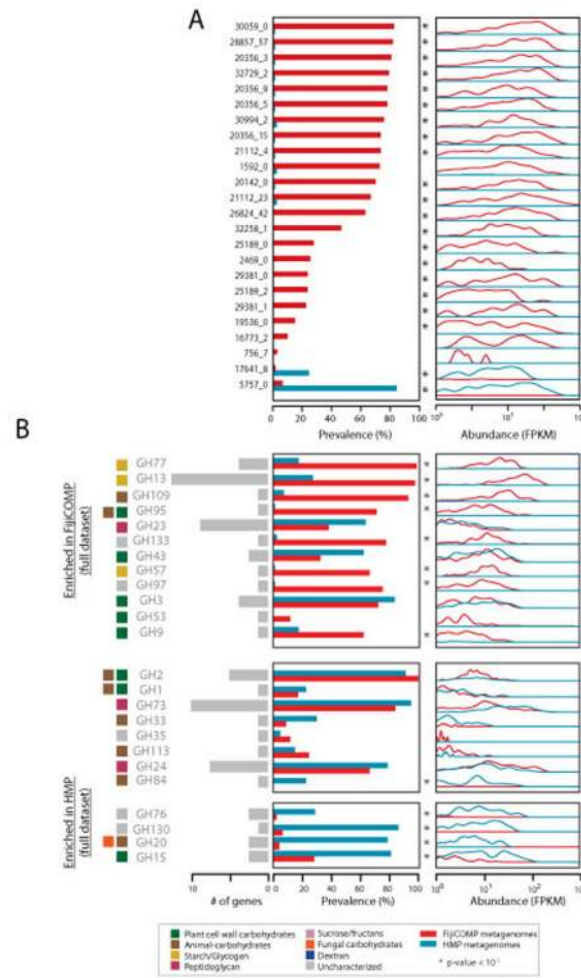 A
30059_0
28857_57
20356_3
32729_2
20356_9
20356_5
30994_2
20356_15
21112_4
1592_0
20142_0
21112_23
26824_42
32258_1
25189_0
2469_0
29381_0
25189_2
29381_1
19536_0
16773_2
756_7
17641_8
5757_0
0 20 40 60 80 100
Prevalence (%)
Abundance (FPKM)
B
Enriched in FijiCOMP
(full dataset)
GH77
GH13
GH109
GH95
GH23
GH133
GH43
GH57
GH97
GH3
GH53
GH9
Enriched in HMP
(full dataset)
GH2
GH1
GH73
GH33
GH35
GH113
GH24
GH84
GH76
GH130
GH20
GH15
10 0
# of genes
0 20 40 60 80 100
Prevalence (%)
10⁰ 10¹ 10² 10³
Abundance (FPKM)
Plant cell wall carbohydrates
Animal-carbohydrates
Starch/Glycogen
Peptidoglycan
Sucrose/fructans
Fungal carbohydrates
Dextran
Uncharacterized
FijiCOMP metagenomes
HMP metagenomes